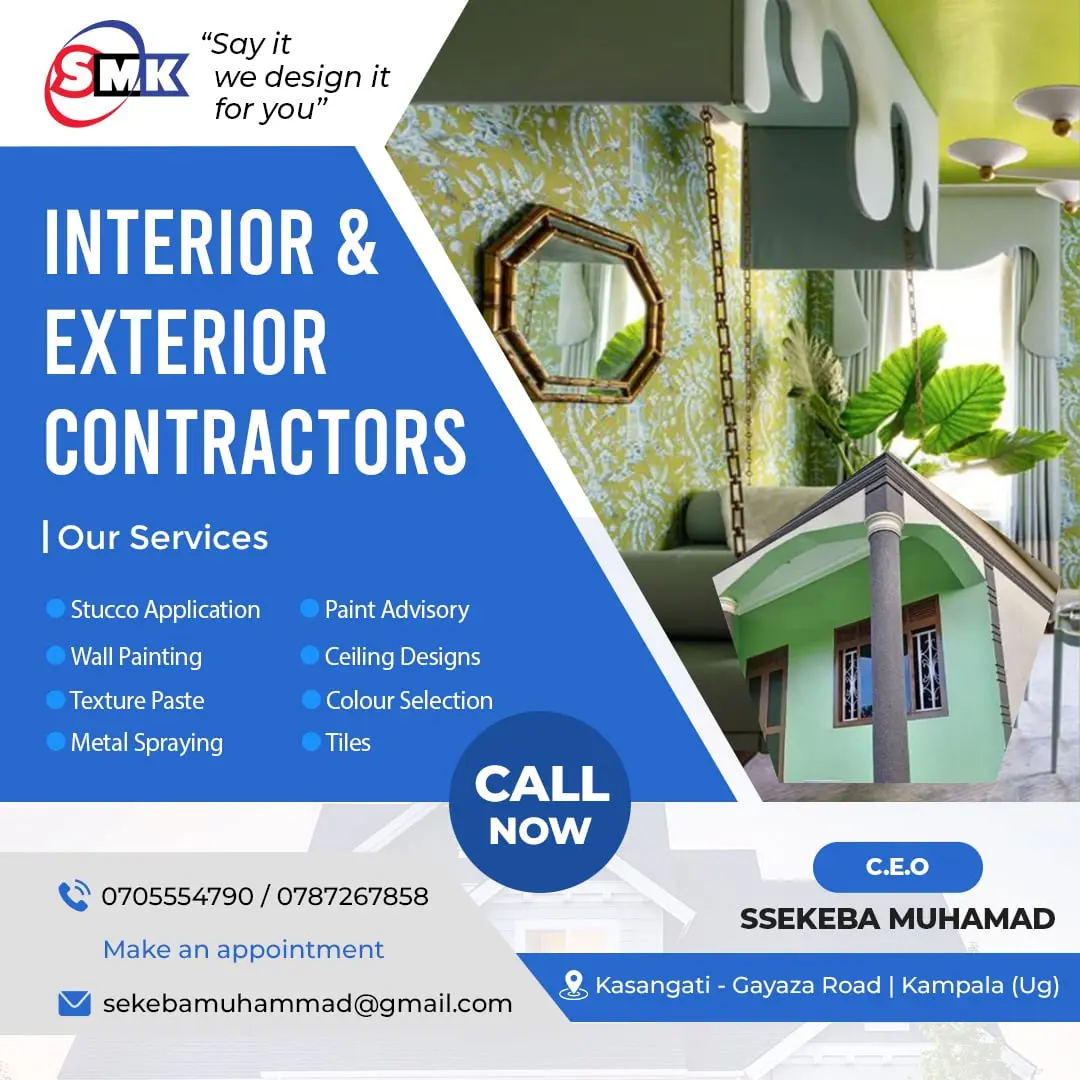 SMK
“Say it
we design it
for you”
INTERIOR &
EXTERIOR
CONTRACTORS
Our Services
Stucco Application
Wall Painting
Texture Paste
Metal Spraying
Paint Advisory
Ceiling Designs
Colour Selection
Tiles
CALL
NOW
0705554790 / 0787267858
Make an appointment
sekebamuhammad@gmail.com
C.E.O
SSEKEBA MUHAMAD
Kasangati - Gayaza Road | Kampala (Ug)